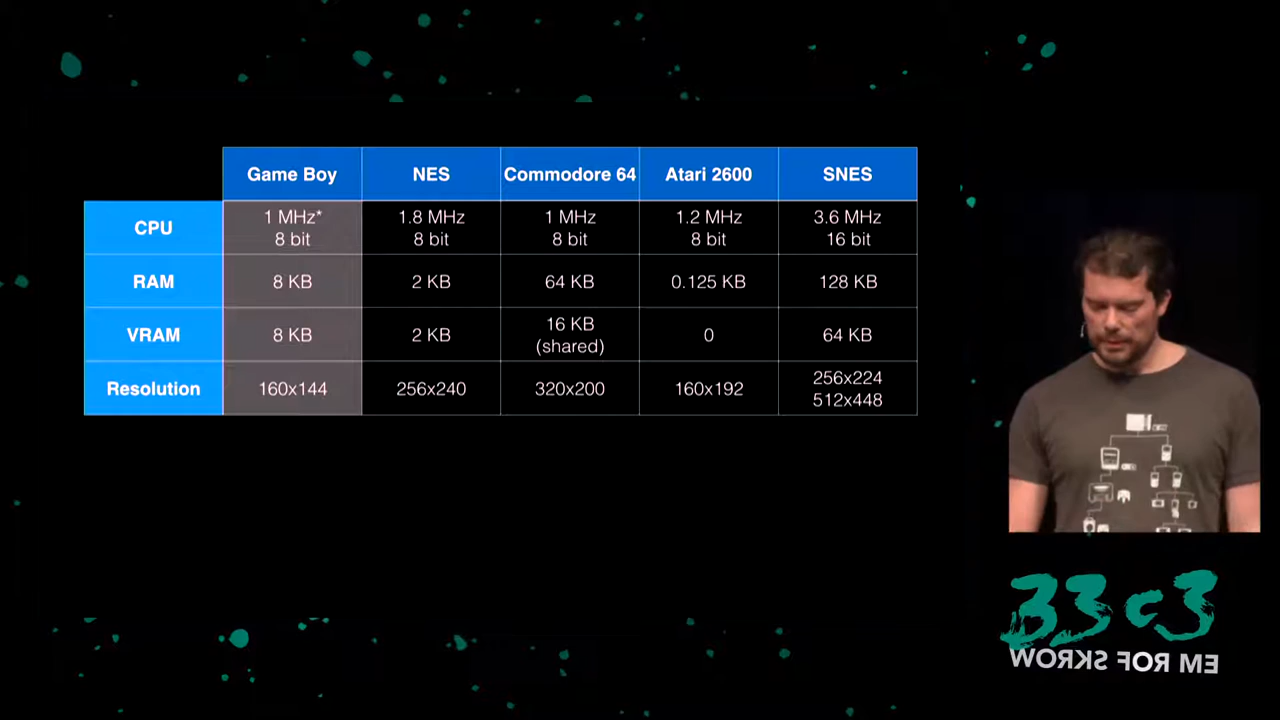 Game Boy NES Commodore 64 Atari 2600 SNES
CPU 1 MHz* 8 bit 1.8 MHz 8 bit 1 MHz 8 bit 1.2 MHz 8 bit 3.6 MHz 16 bit
RAM 8 KB 2 KB 64 KB 0.125 KB 128 KB
VRAM 8 KB 2 KB 16 KB (shared) 0 64 KB
Resolution 160x144 256x240 320x200 160x192 256x224 512x448
33c3
WORKS FOR ME